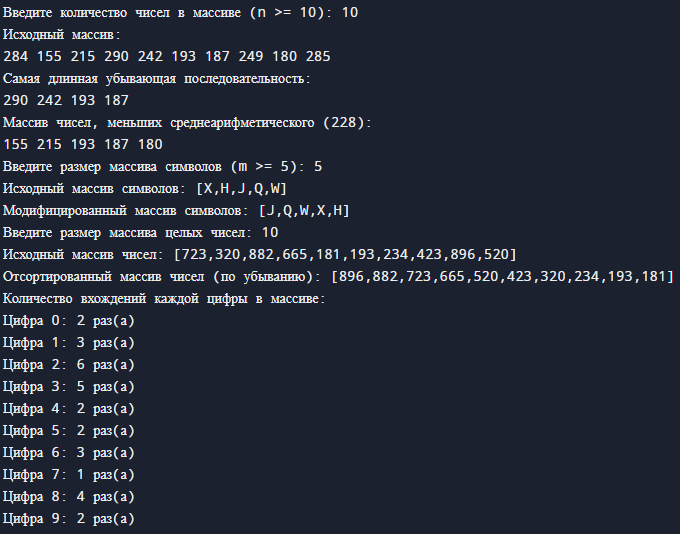 Введите количество чисел в массиве (n >= 10): 10
Исходный массив:
284 155 215 290 242 193 187 249 180 285
Самая длинная убывающая последовательность:
290 242 193 187
Массив чисел, меньших среднеарифметического (228):
155 215 193 187 180
Введите размер массива символов (m >= 5): 5
Исходный массив символов: [X,H,J,Q,W]
Модифицированный массив символов: [J,Q,W,X,H]
Введите размер массива целых чисел: 10
Исходный массив чисел: [723,320,882,665,181,193,234,423,896,520]
Отсортированный массив чисел (по убыванию): [896,882,723,665,520,423,320,234,193,181]
Количество вхождений каждой цифры в массиве:
Цифра 0: 2 раз(а)
Цифра 1: 3 раз(а)
Цифра 2: 6 раз(а)
Цифра 3: 5 раз(а)
Цифра 4: 2 раз(а)
Цифра 5: 2 раз(а)
Цифра 6: 3 раз(а)
Цифра 7: 1 раз(а)
Цифра 8: 4 раз(а)
Цифра 9: 2 раз(а)